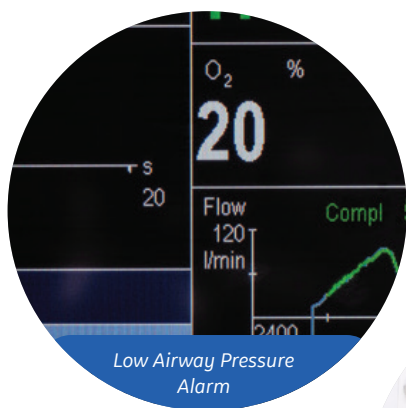 O2 %
20
s
20
Flow
120
l/min
Compl
2400
Low Airway Pressure
Alarm